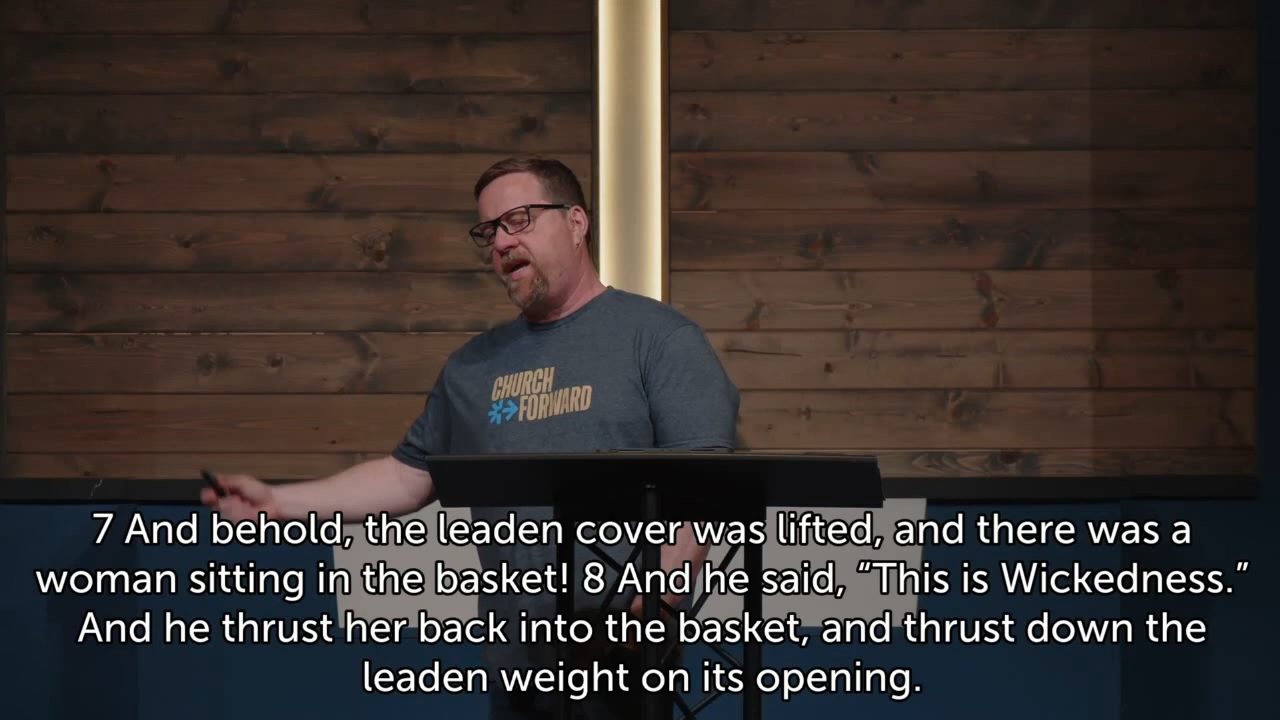 CHURCH
FORWARD
7 And behold, the leaden cover was lifted, and there was a
woman sitting in the basket! 8 And he said, “This is Wickedness.”
And he thrust her back into the basket, and thrust down the
leaden weight on its opening.